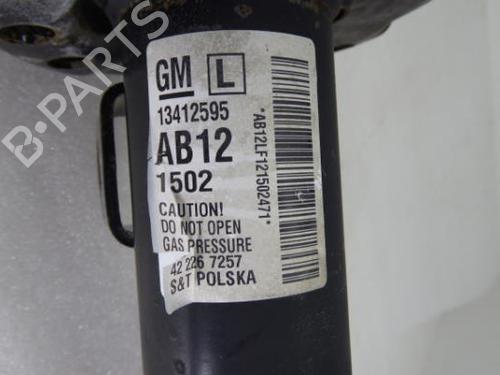 GM L
13412595
AB12
1502
CAUTION!
DO NOT OPEN
GAS PRESSURE
42 226 7257
S&T POLSKA
*AB12LF121502471*
B-PARTS